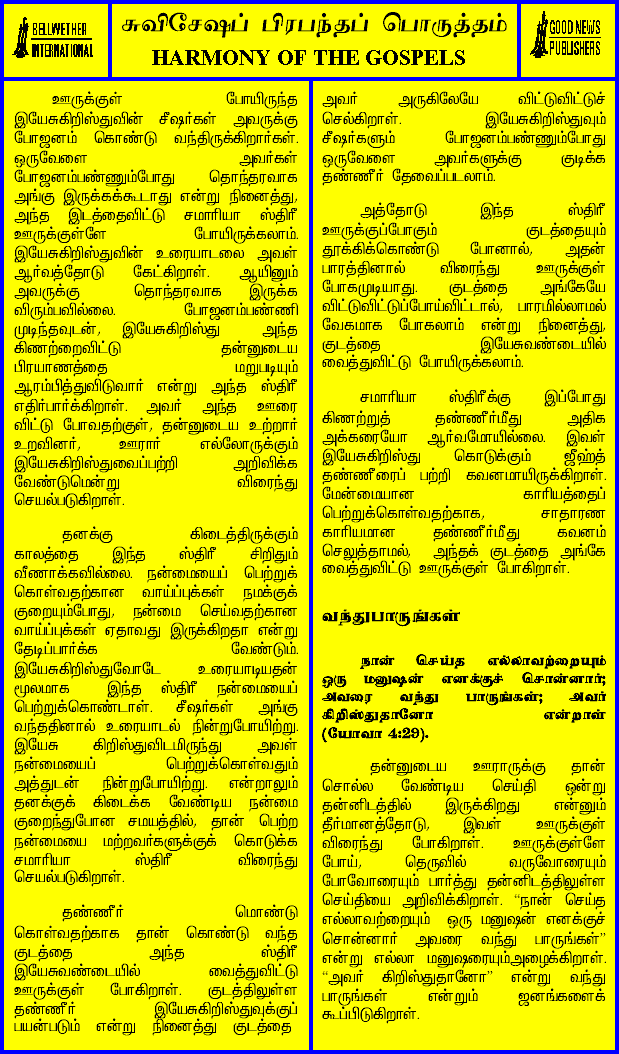 BELLWETHER
INTERNATIONAL
சுவிசேஷப் பிரபந்தப் பொருத்தம்
HARMONY OF THE GOSPELS
GOOD NEWS
PUBLISHERS
ஊருக்குள் போயிருந்த
இயேசுகிறிஸ்துவின் சீஷர்கள் அவருக்கு
போஜனம் கொண்டு வந்திருக்கிறார்கள்.
ஒருவேளை அவர்கள்
போஜனம்பண்ணும்போது தொந்தரவாக
அங்கு இருக்கக்கூடாது என்று நினைத்து,
அந்த இடத்தைவிட்டு சமாரியா ஸ்திரீ
ஊருக்குள்ளே போயிருக்கலாம்.
இயேசுகிறிஸ்துவின் உரையாடலை அவள்
ஆர்வத்தோடு கேட்கிறாள். ஆயினும்
அவருக்கு தொந்தரவாக இருக்க
விரும்பவில்லை. போஜனம்பண்ணி
முடிந்தவுடன், இயேசுகிறிஸ்து அந்த
கிணற்றைவிட்டு தன்னுடைய
பிரயாணத்தை மறுபடியும்
ஆரம்பித்துவிடுவார் என்று அந்த ஸ்திரீ
எதிர்பார்க்கிறாள். அவர் அந்த ஊரை
விட்டு போவதற்குள், தன்னுடைய உற்றார்
உறவினர், ஊரார் எல்லோருக்கும்
இயேசுகிறிஸ்துவைப்பற்றி அறிவிக்க
வேண்டுமென்று விரைந்து
செயல்படுகிறாள்.
தனக்கு கிடைத்திருக்கும்
காலத்தை இந்த ஸ்திரீ சிறிதும்
வீணாக்கவில்லை. நன்மையைப் பெற்றுக்
கொள்வதற்கான வாய்ப்புக்கள் நமக்குக்
குறையும்போது, நன்மை செய்வதற்கான
வாய்ப்புக்கள் ஏதாவது இருக்கிறதா என்று
தேடிப்பார்க்க வேண்டும்.
இயேசுகிறிஸ்துவோடே உரையாடியதன்
மூலமாக இந்த ஸ்திரீ நன்மையைப்
பெற்றுக்கொண்டாள். சீஷர்கள் அங்கு
வந்ததினால் உரையாடல் நின்றுபோயிற்று.
இயேசு கிறிஸ்துவிடமிருந்து அவள்
நன்மையைப் பெற்றுக்கொள்வதும்
அத்துடன் நின்றுபோயிற்று. என்றாலும்
தனக்குக் கிடைக்க வேண்டிய நன்மை
குறைந்துபோன சமயத்தில், தான் பெற்ற
நன்மையை மற்றவர்களுக்குக் கொடுக்க
சமாரியா ஸ்திரீ விரைந்து
செயல்படுகிறாள்.
தண்ணீர் மொண்டு
கொள்வதற்காக தான் கொண்டு வந்த
குடத்தை அந்த ஸ்திரீ
இயேசுவண்டையில் வைத்துவிட்டு
ஊருக்குள் போகிறாள். குடத்திலுள்ள
தண்ணீர் இயேசுகிறிஸ்துவுக்குப்
பயன்படும் என்று நினைத்து குடத்தை
அவர் அருகிலேயே விட்டுவிட்டுச்
செல்கிறாள். இயேசுகிறிஸ்துவும்
சீஷர்களும் போஜனம்பண்ணும்போது
ஒருவேளை அவர்களுக்கு குடிக்க
தண்ணீர் தேவைப்படலாம்.
அத்தோடு இந்த ஸ்திரீ
ஊருக்குப்போகும் குடத்தையும்
தூக்கிக்கொண்டு போனால், அதன்
பாரத்தினால் விரைந்து ஊருக்குள்
போகமுடியாது. குடத்தை அங்கேயே
விட்டுவிட்டுப்போய்விட்டால், பாரமில்லாமல்
வேகமாக போகலாம் என்று நினைத்து,
குடத்தை இயேசுவண்டையில்
வைத்துவிட்டு போயிருக்கலாம்.
சமாரியா ஸ்திரீக்கு இப்போது
கிணற்றுத் தண்ணீர்மீது அதிக
அக்கரையோ ஆர்வமோயில்லை. இவள்
இயேசுகிறிஸ்து கொடுக்கும் ஜீவத்
தண்ணீரைப் பற்றி கவனமாயிருக்கிறாள்.
மேன்மையான காரியத்தைப்
பெற்றுக்கொள்வதற்காக, சாதாரண
காரியமான தண்ணீர்மீது கவனம்
செலுத்தாமல், அந்தக் குடத்தை அங்கே
வைத்துவிட்டு ஊருக்குள் போகிறாள்.
வந்துபாருங்கள்
நான் செய்த எல்லாவற்றையும்
ஒரு மனுஷன் எனக்குச் சொன்னார்;
அவரை வந்து பாருங்கள்; அவர்
கிறிஸ்துதானோ என்றாள்
(யோவா 4:29).
தன்னுடைய ஊராருக்கு தான்
சொல்ல வேண்டிய செய்தி ஒன்று
தன்னிடத்தில் இருக்கிறது என்னும்
தீர்மானத்தோடு, இவள் ஊருக்குள்
விரைந்து போகிறாள். ஊருக்குள்ளே
போய், தெருவில் வருவோரையும்
போவோரையும் பார்த்து தன்னிடத்திலுள்ள
செய்தியை அறிவிக்கிறாள். “நான் செய்த
எல்லாவற்றையும் ஒரு மனுஷன் எனக்குச்
சொன்னார் அவரை வந்து பாருங்கள்”
என்று எல்லா மனுஷரையும்அழைக்கிறாள்.
“அவர் கிறிஸ்துதானோ” என்று வந்து
பாருங்கள் என்றும் ஜனங்களைக்
கூப்பிடுகிறாள்.